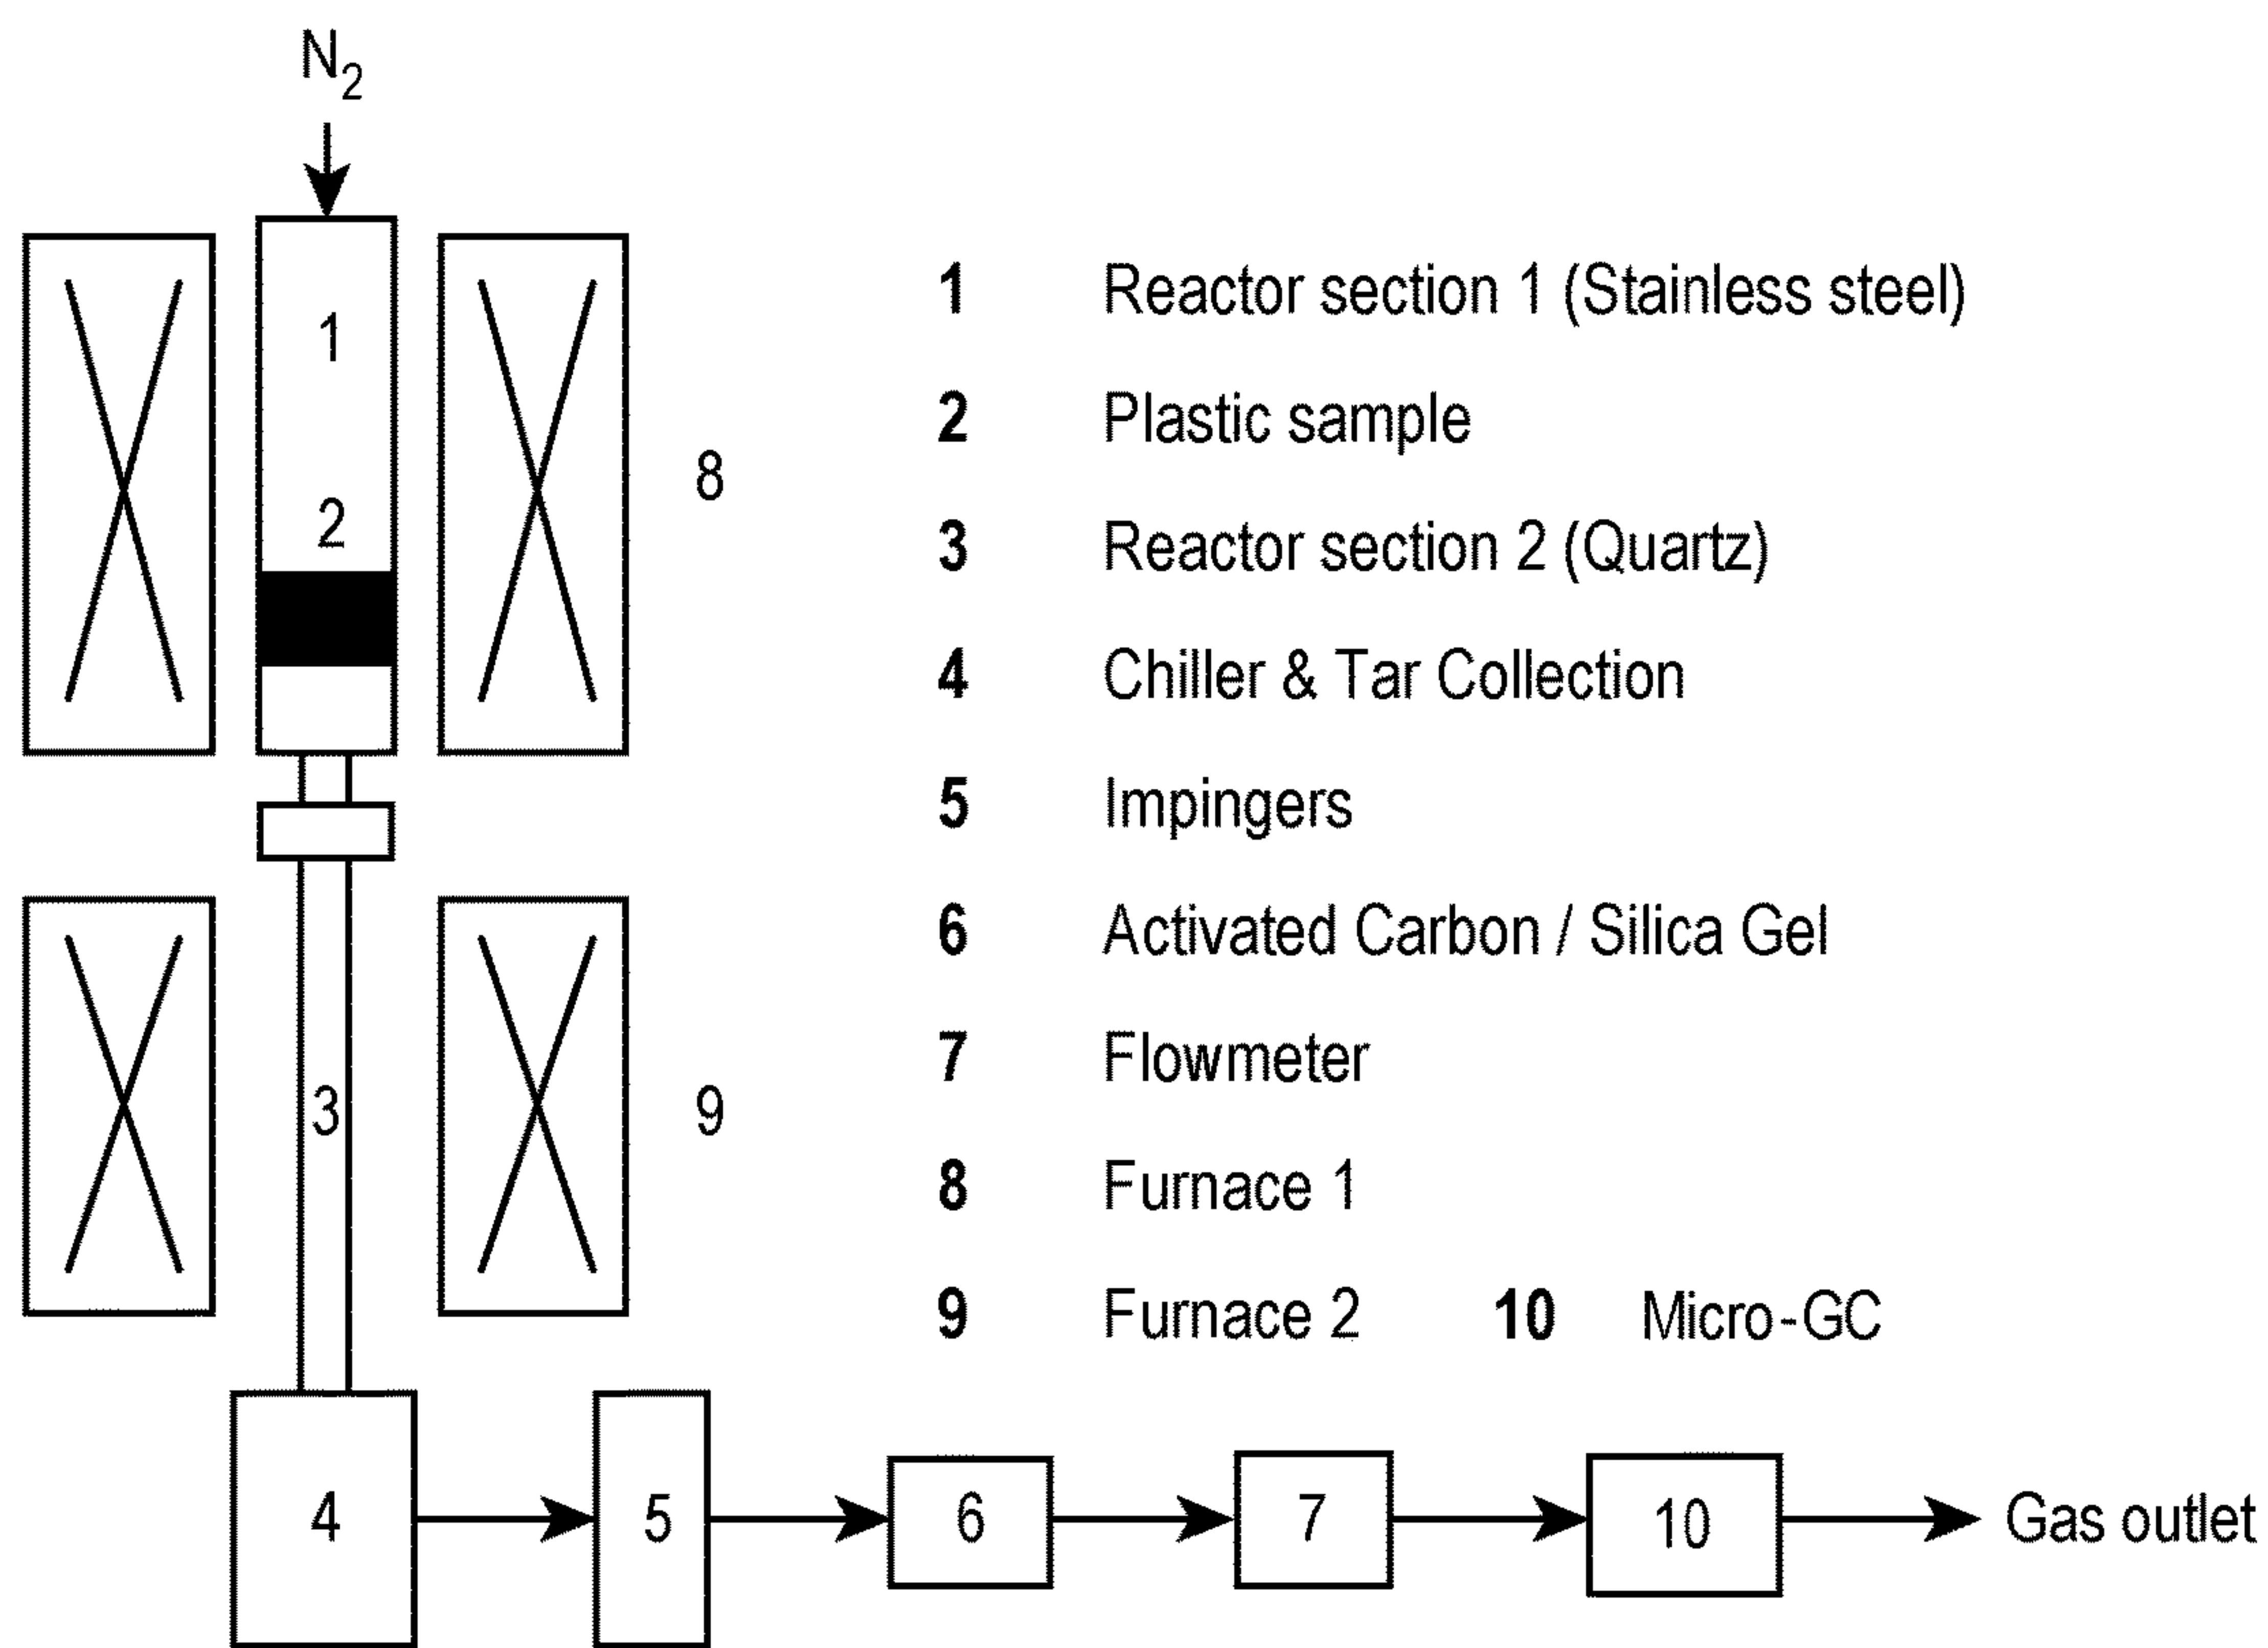 N2
1
2
8
3
9
1 Reactor section 1 (Stainless steel)
2 Plastic sample
3 Reactor section 2 (Quartz)
4 Chiller & Tar Collection
5 Impingers
6 Activated Carbon / Silica Gel
7 Flowmeter
8 Furnace 1
9 Furnace 2 10 Micro-GC
4 5 6 7 10 Gas outlet